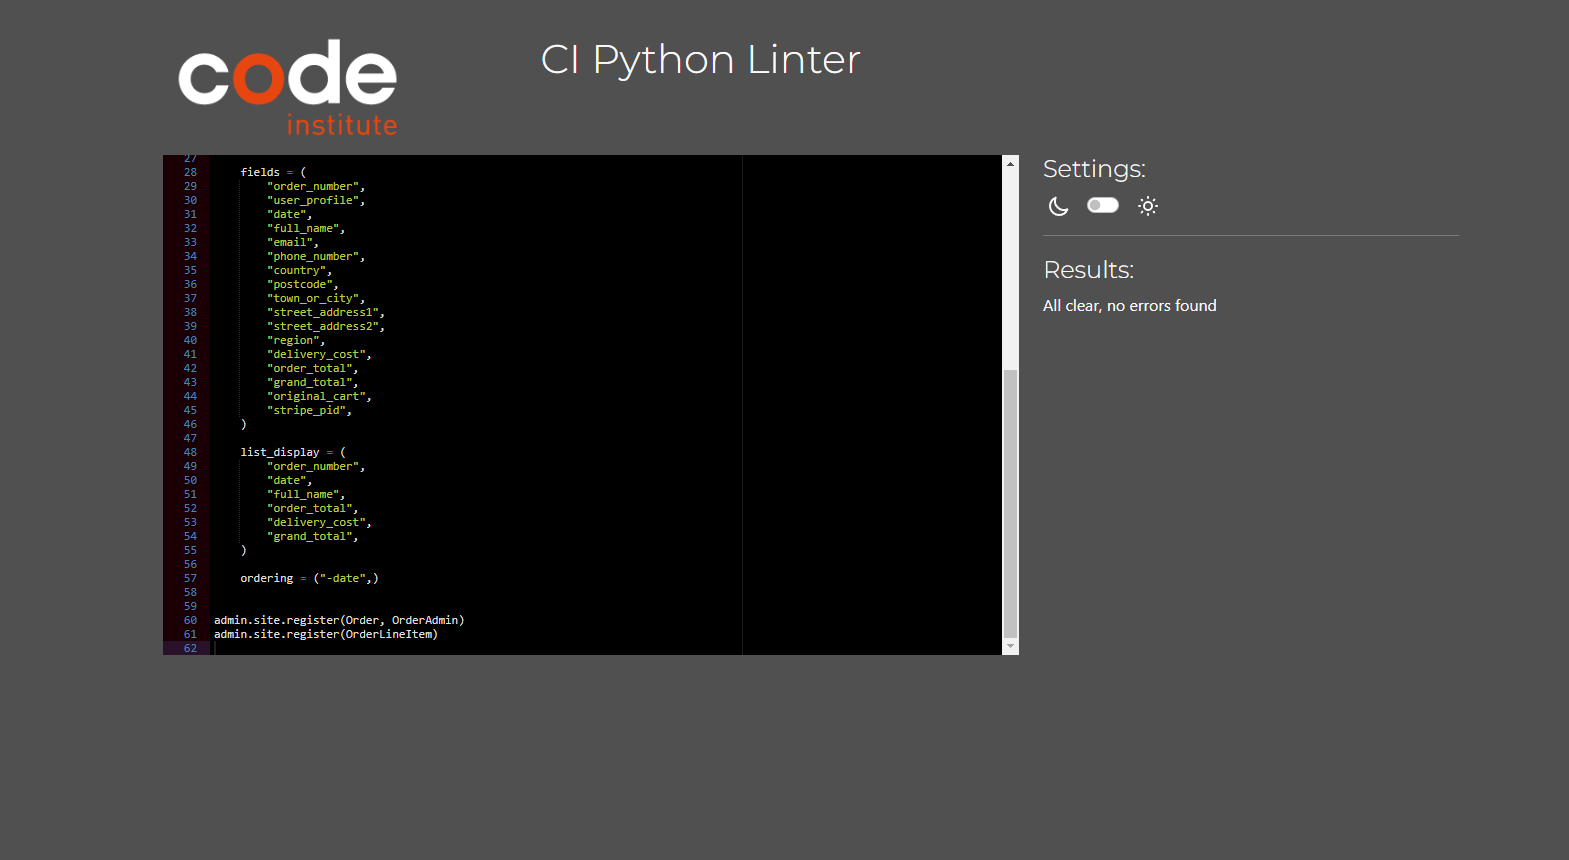 code
institute
CI Python Linter
27
28 fields = (
29 "order_number",
30 "user_profile",
31 "date",
32 "full_name",
33 "email",
34 "phone_number",
35 "country",
36 "postcode",
37 "town_or_city",
38 "street_address1",
39 "street_address2",
40 "region",
41 "delivery_cost",
42 "order_total",
43 "grand_total",
44 "original_cart",
45 "stripe_pid",
46 )
47
48 list_display = (
49 "order_number",
50 "date",
51 "full_name",
52 "order_total",
53 "delivery_cost",
54 "grand_total",
55 )
56
57 ordering = ("-date",)
58
59
60 admin.site.register(Order, OrderAdmin)
61 admin.site.register(OrderLineItem)
62
Settings:
Results:
All clear, no errors found